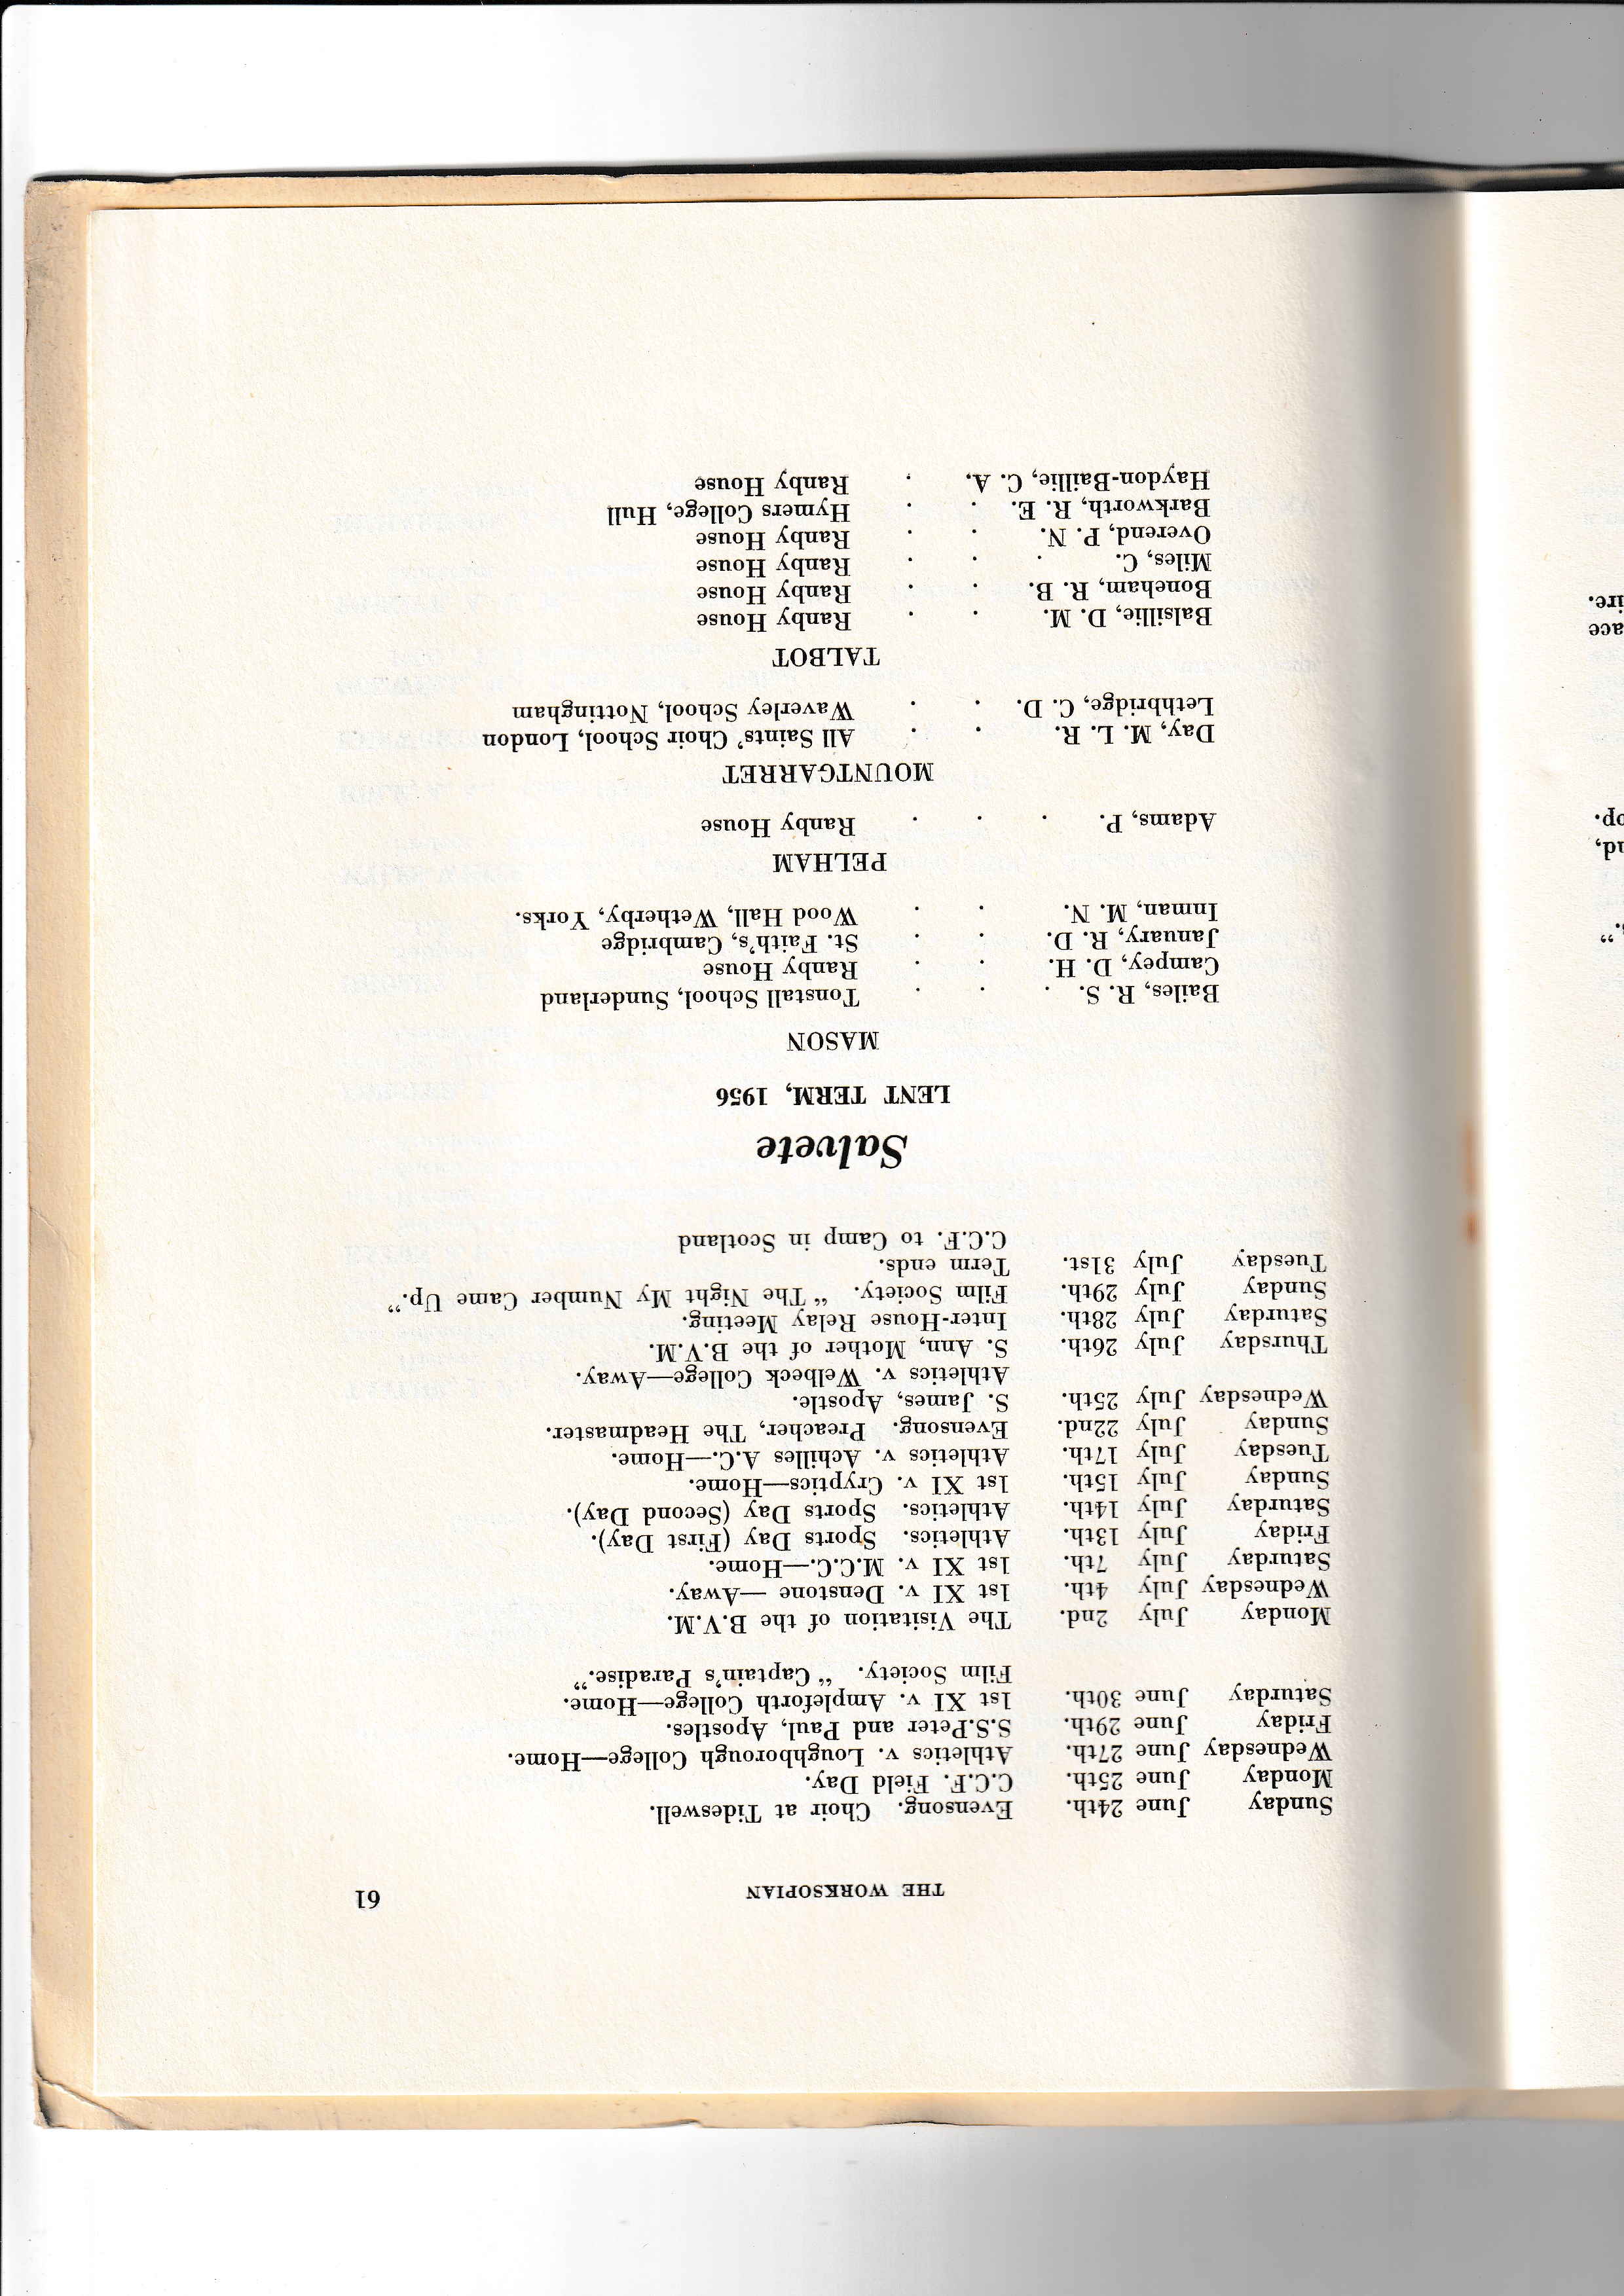 THE WORKSOPIAN 61
Sunday June 24th. Evensong. Choir at Tideswell.
Monday June 25th. C.C.F. Field Day.
Wednesday June 27th. Athletics v. Loughborough College—Home.
Friday June 29th. S.S.Peter and Paul, Apostles.
Saturday June 30th. 1st XI v. Ampleforth College—Home.
Film Society. “ Captain's Paradise.”
Monday July 2nd. The Visitation of the B.V.M.
Wednesday July 4th. 1st XI v. Denstone —Away.
Saturday July 7th. 1st XI v. M.C.C.—Home.
Friday July 13th. Athletics. Sports Day (First Day).
Saturday July 14th. Athletics. Sports Day (Second Day).
Sunday July 15th. 1st XI v. Cryptics—Home.
Tuesday July 17th. Athletics v. Achilles A.C.—Home.
Sunday July 22nd. Evensong. Preacher, The Headmaster.
Wednesday July 25th. S. James, Apostle.
Athletics v. Welbeck College—Away.
Thursday July 26th. S. Ann, Mother of the B.V.M.
Saturday July 28th. Inter-House Relay Meeting.
Sunday July 29th. Film Society. “ The Night My Number Came Up.”
Tuesday July 31st. Term ends.
C.C.F. to Camp in Scotland
Salvete
LENT TERM, 1956
MASON
Bailes, R. S. . . . Tonstall School, Sunderland
Campey, D. H. . . Ranby House
January, R. D. . . St. Faith's, Cambridge
Inman, M. N. . . Wood Hall, Wetherby, Yorks.
PELHAM
Adams, P. . . . Ranby House
MOUNTGARRET
Day, M. L. R. . . All Saints' Choir School, London
Lethbridge, C. D. . . Waverley School, Nottingham
TALBOT
Balsillie, D. M. . . Ranby House
Boneham, R. B. . . Ranby House
Miles, C. . . . Ranby House
Overend, P. N. . . Ranby House
Barkworth, R. E. . . Hymers College, Hull
Haydon-Baillie, C. A. . Ranby House